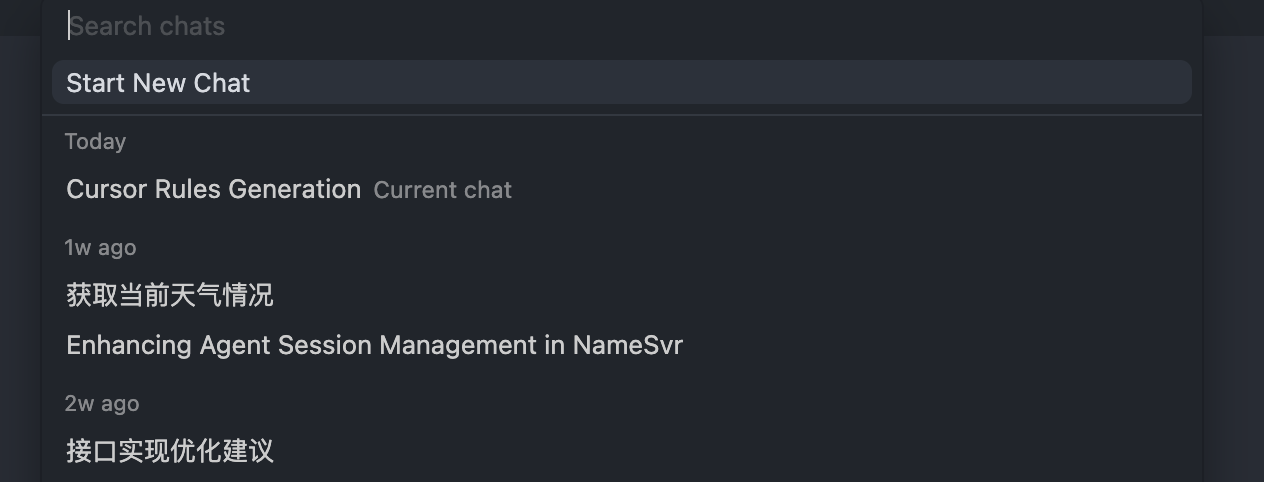 Search chats
Start New Chat
Today
Cursor Rules Generation Current chat
1w ago
获取当前天气情况
Enhancing Agent Session Management in NameSvr
2w ago
接口实现优化建议